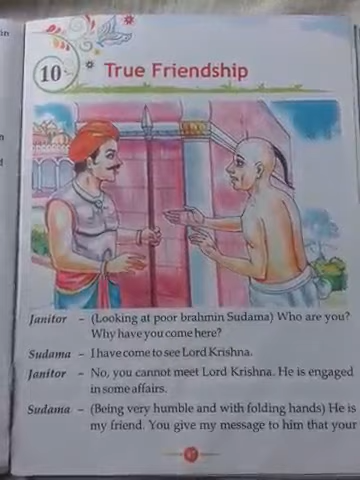 10
True Friendship
Janitor – (Looking at poor brahmin Sudama) Who are you?
Why have you come here?
Sudama – I have come to see Lord Krishna.
Janitor – No, you cannot meet Lord Krishna. He is engaged
in some affairs.
Sudama – (Being very humble and with folding hands) He is
my friend. You give my message to him that your